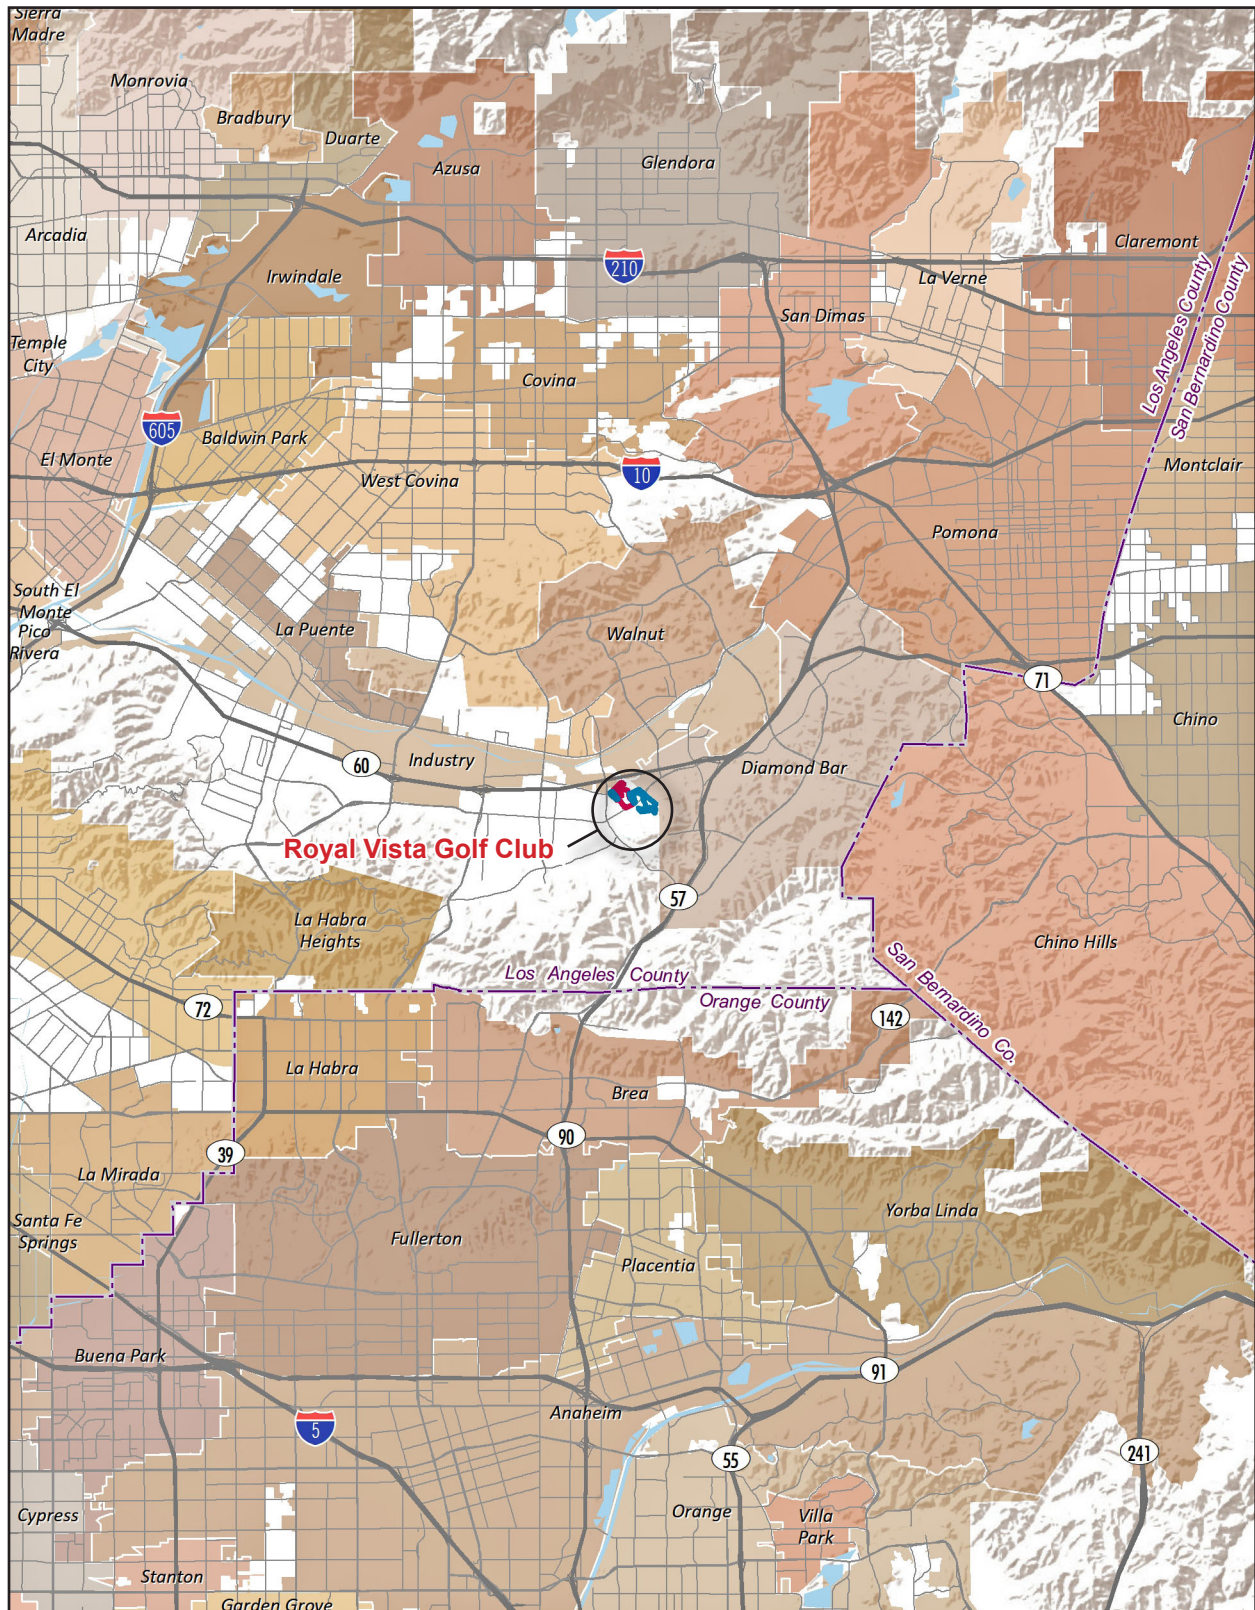 Sierra
Madre
Monrovia
Bradbury
Duarte
Azusa
Glendora
Arcadia
Irwindale
210
Claremont
La Verne
Los Angeles County
San Bernardino County
San Dimas
Temple
City
Covina
605
Baldwin Park
El Monte
West Covina
10
Montclair
Pomona
South El
Monte
Pico
Rivera
La Puente
Walnut
71
Chino
60
Industry
Diamond Bar
Royal Vista Golf Club
57
La Habra
Heights
Chino Hills
Los Angeles County
Orange County
San Bernardino Co.
72
142
La Habra
Brea
90
39
La Mirada
Yorba Linda
Santa Fe
Springs
Fullerton
Placentia
Buena Park
91
Anaheim
5
55
241
Cypress
Orange
Villa
Park
Stanton
Garden Grove